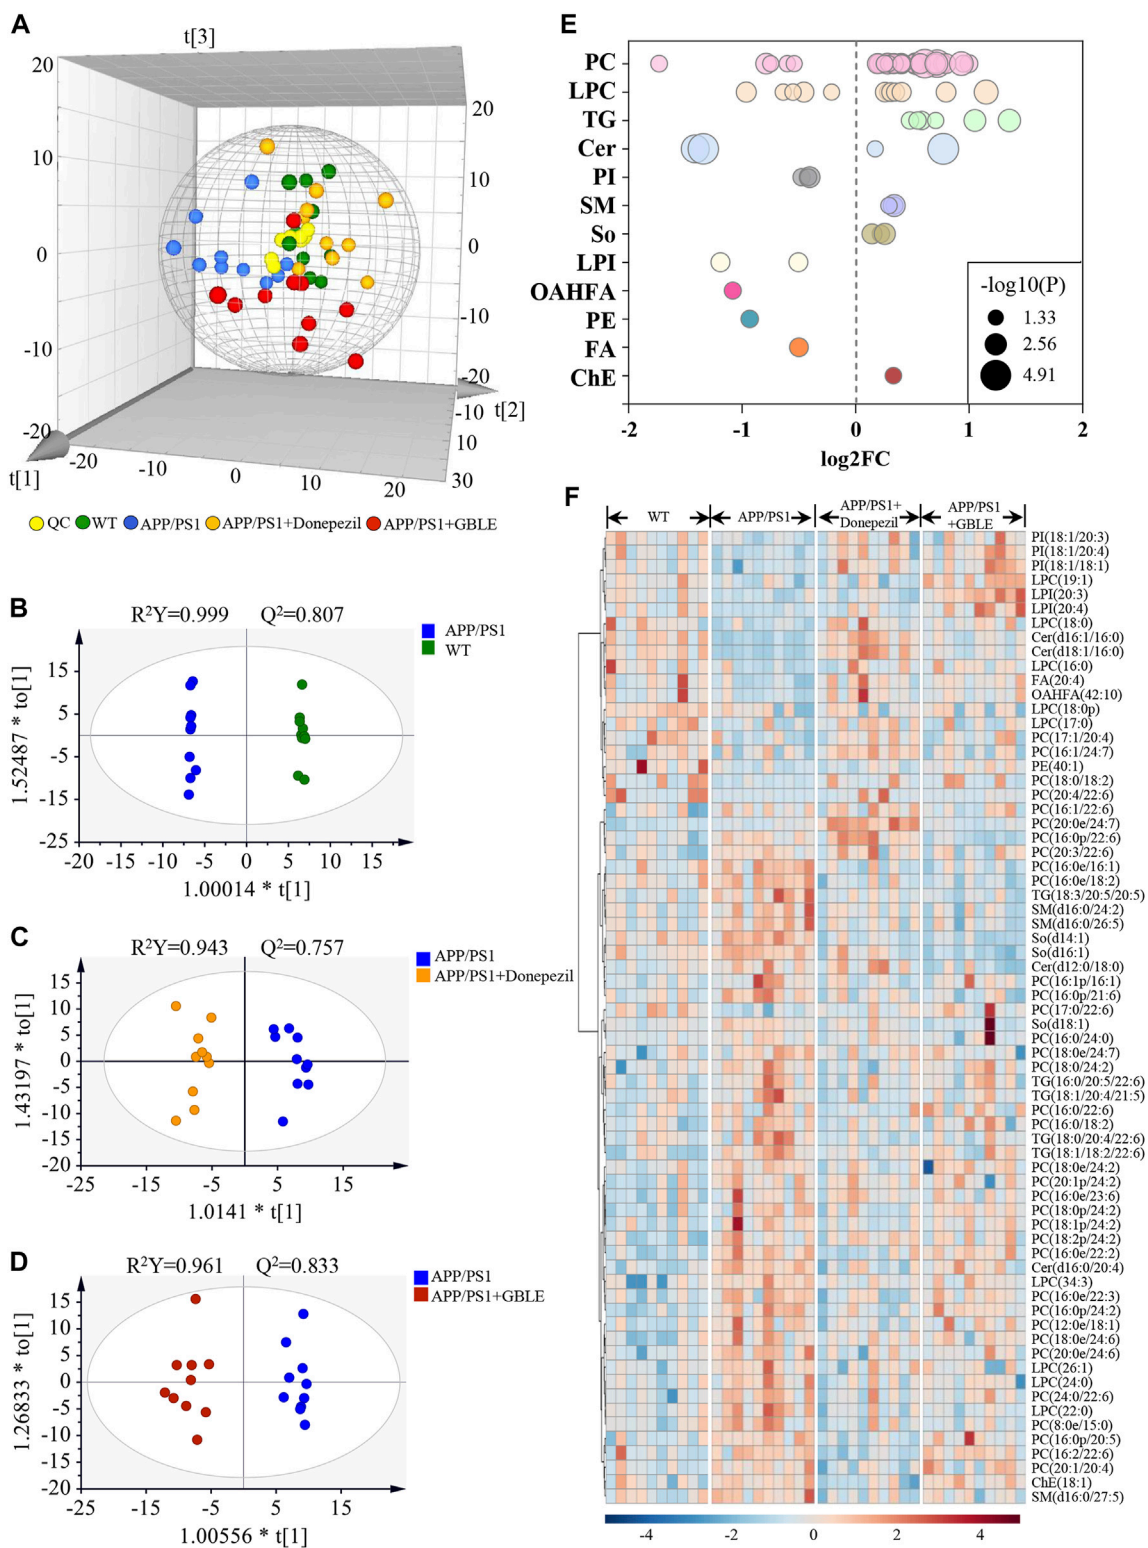 A
t[3]
20
10
0
-10
-20
20
10
0
-10
-20
t[2]
-10
10
30
t[1]
-20
-10
0
10
20
QC WT APP/PS1 APP/PS1+Donepezil APP/PS1+GBLE
B
R²Y=0.999 Q²=0.807
APP/PS1
WT
15
5
-5
-15
-25
1.52487 * to[1]
-20 -15 -10 -5 0 5 10 15
1.00014 * t[1]
C
R²Y=0.943 Q²=0.757
APP/PS1
APP/PS1+Donepezil
15
10
5
0
-5
-10
-15
-20
1.43197 * to[1]
-25 -15 -5 5 15
1.0141 * t[1]
D
R²Y=0.961 Q²=0.833
APP/PS1
APP/PS1+GBLE
15
10
5
0
-5
-10
-15
-20
1.26833 * to[1]
-25 -15 -5 5 15
1.00556 * t[1]
E
PC
LPC
TG
Cer
PI
SM
So
LPI
OAHFA
PE
FA
ChE
-log10(P)
1.33
2.56
4.91
-2 -1 0 1 2
log2FC
F
WT
APP/PS1
APP/PS1+
Donepezil
APP/PS1
+GBLE
PI(18:1/20:3)
PI(18:1/20:4)
PI(18:1/18:1)
LPC(19:1)
LPI(20:3)
LPI(20:4)
LPC(18:0)
Cer(d16:1/16:0)
Cer(d18:1/16:0)
LPC(16:0)
FA(20:4)
OAHFA(42:10)
LPC(18:0p)
LPC(17:0)
PC(17:1/20:4)
PC(16:1/24:7)
PE(40:1)
PC(18:0/18:2)
PC(20:4/22:6)
PC(16:1/22:6)
PC(20:0e/24:7)
PC(16:0p/22:6)
PC(20:3/22:6)
PC(16:0e/16:1)
PC(16:0e/18:2)
TG(18:3/20:5/20:5)
SM(d16:0/24:2)
SM(d16:0/26:5)
So(d14:1)
So(d16:1)
Cer(d12:0/18:0)
PC(16:1p/16:1)
PC(16:0p/21:6)
PC(17:0/22:6)
So(d18:1)
PC(16:0/24:0)
PC(18:0e/24:7)
PC(18:0/24:2)
TG(16:0/20:5/22:6)
TG(18:1/20:4/21:5)
PC(16:0/22:6)
PC(16:0/18:2)
TG(18:0/20:4/22:6)
TG(18:1/18:2/22:6)
PC(18:0e/24:2)
PC(20:1p/24:2)
PC(16:0e/23:6)
PC(18:0p/24:2)
PC(18:1p/24:2)
PC(18:2p/24:2)
PC(16:0e/22:2)
Cer(d16:0/20:4)
LPC(34:3)
PC(16:0e/22:3)
PC(16:0p/24:2)
PC(12:0e/18:1)
PC(18:0e/24:6)
PC(20:0e/24:6)
LPC(26:1)
LPC(24:0)
PC(24:0/22:6)
LPC(22:0)
PC(8:0e/15:0)
PC(16:0p/20:5)
PC(16:2/22:6)
PC(20:1/20:4)
ChE(18:1)
SM(d16:0/27:5)
-4 -2 0 2 4